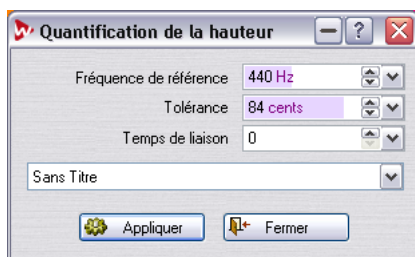 Quantification de la hauteur
Fréquence de référence 440 Hz
Tolérance 84 cents
Temps de liaison 0
Sans Titre
Appliquer Fermer